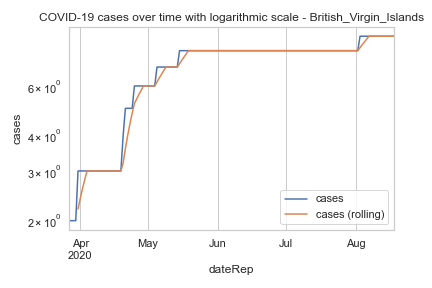 COVID-19 cases over time with logarithmic scale - British_Virgin_Islands
cases
6 × 10⁰
4 × 10⁰
3 × 10⁰
2 × 10⁰
cases
cases (rolling)
Apr May Jun Jul Aug
2020
dateRep